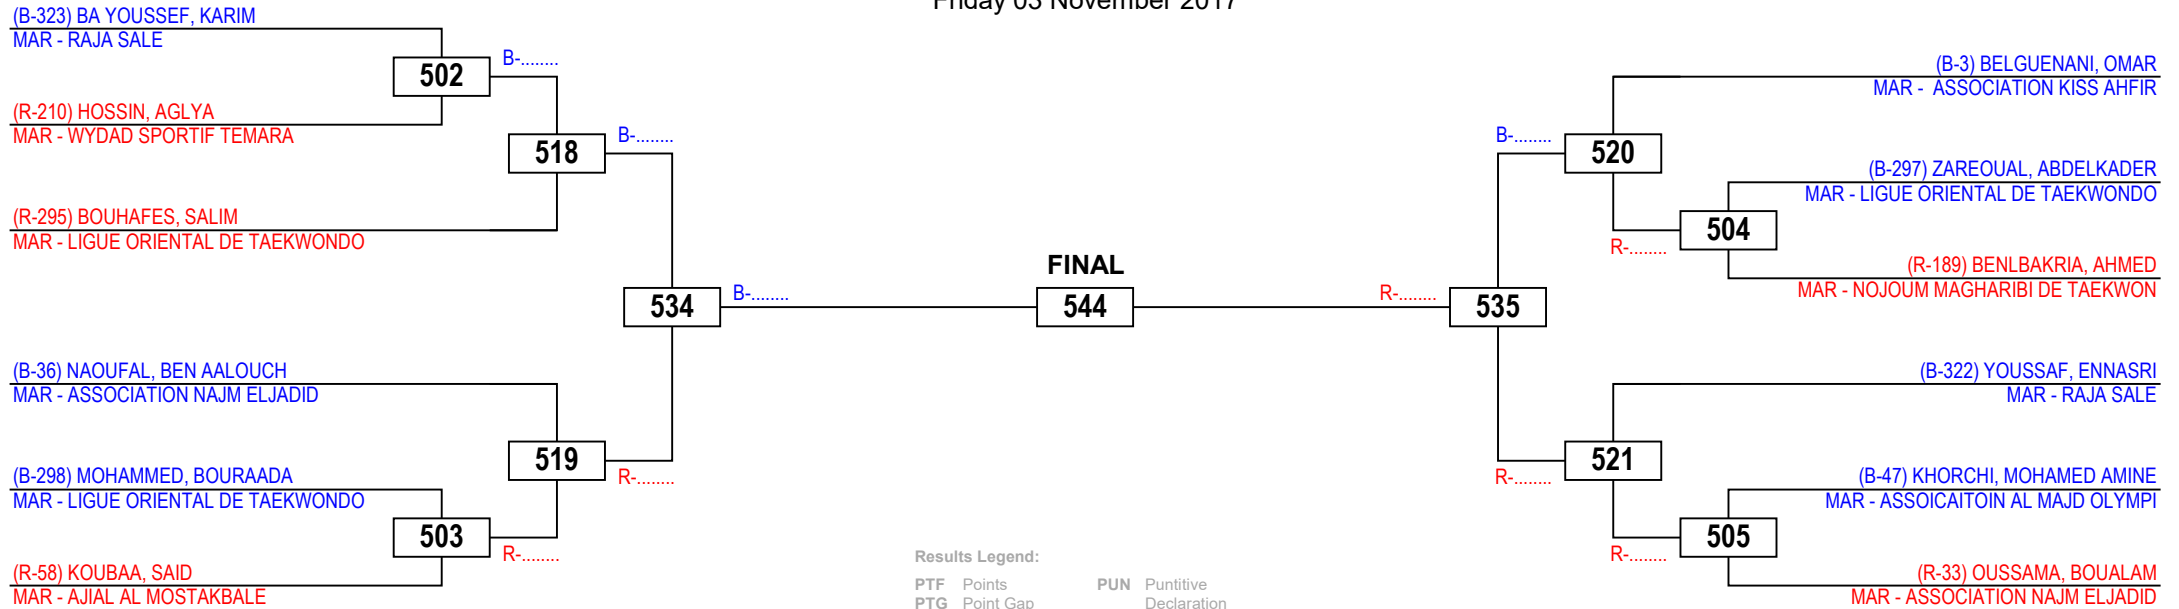 Friday 03 November 2017
(B-323) BA YOUSSEF, KARIM
MAR - RAJA SALE
502
B-........
(R-210) HOSSIN, AGLYA
MAR - WYDAD SPORTIF TEMARA
518
B-........
(R-295) BOUHAFES, SALIM
MAR - LIGUE ORIENTAL DE TAEKWONDO
534
B-........
(B-36) NAOUFAL, BEN AALOUCH
MAR - ASSOCIATION NAJM ELJADID
519
R-........
(B-298) MOHAMMED, BOURAADA
MAR - LIGUE ORIENTAL DE TAEKWONDO
503
R-........
(R-58) KOUBAA, SAID
MAR - AJIAL AL MOSTAKBALE
FINAL
544
(B-3) BELGUENANI, OMAR
MAR -  ASSOCIATION KISS AHFIR
B-........
520
(B-297) ZAREOUAL, ABDELKADER
MAR - LIGUE ORIENTAL DE TAEKWONDO
504
R-........
(R-189) BENLBAKRIA, AHMED
MAR - NOJOUM MAGHARIBI DE TAEKWON
R-........
535
(B-322) YOUSSAF, ENNASRI
MAR - RAJA SALE
521
R-........
(B-47) KHORCHI, MOHAMED AMINE
MAR - ASSOICAITOIN AL MAJD OLYMPI
505
R-........
(R-33) OUSSAMA, BOUALAM
MAR - ASSOCIATION NAJM ELJADID
Results Legend:
PTF Points PUN Puntitive
PTG Point Gap Declaration